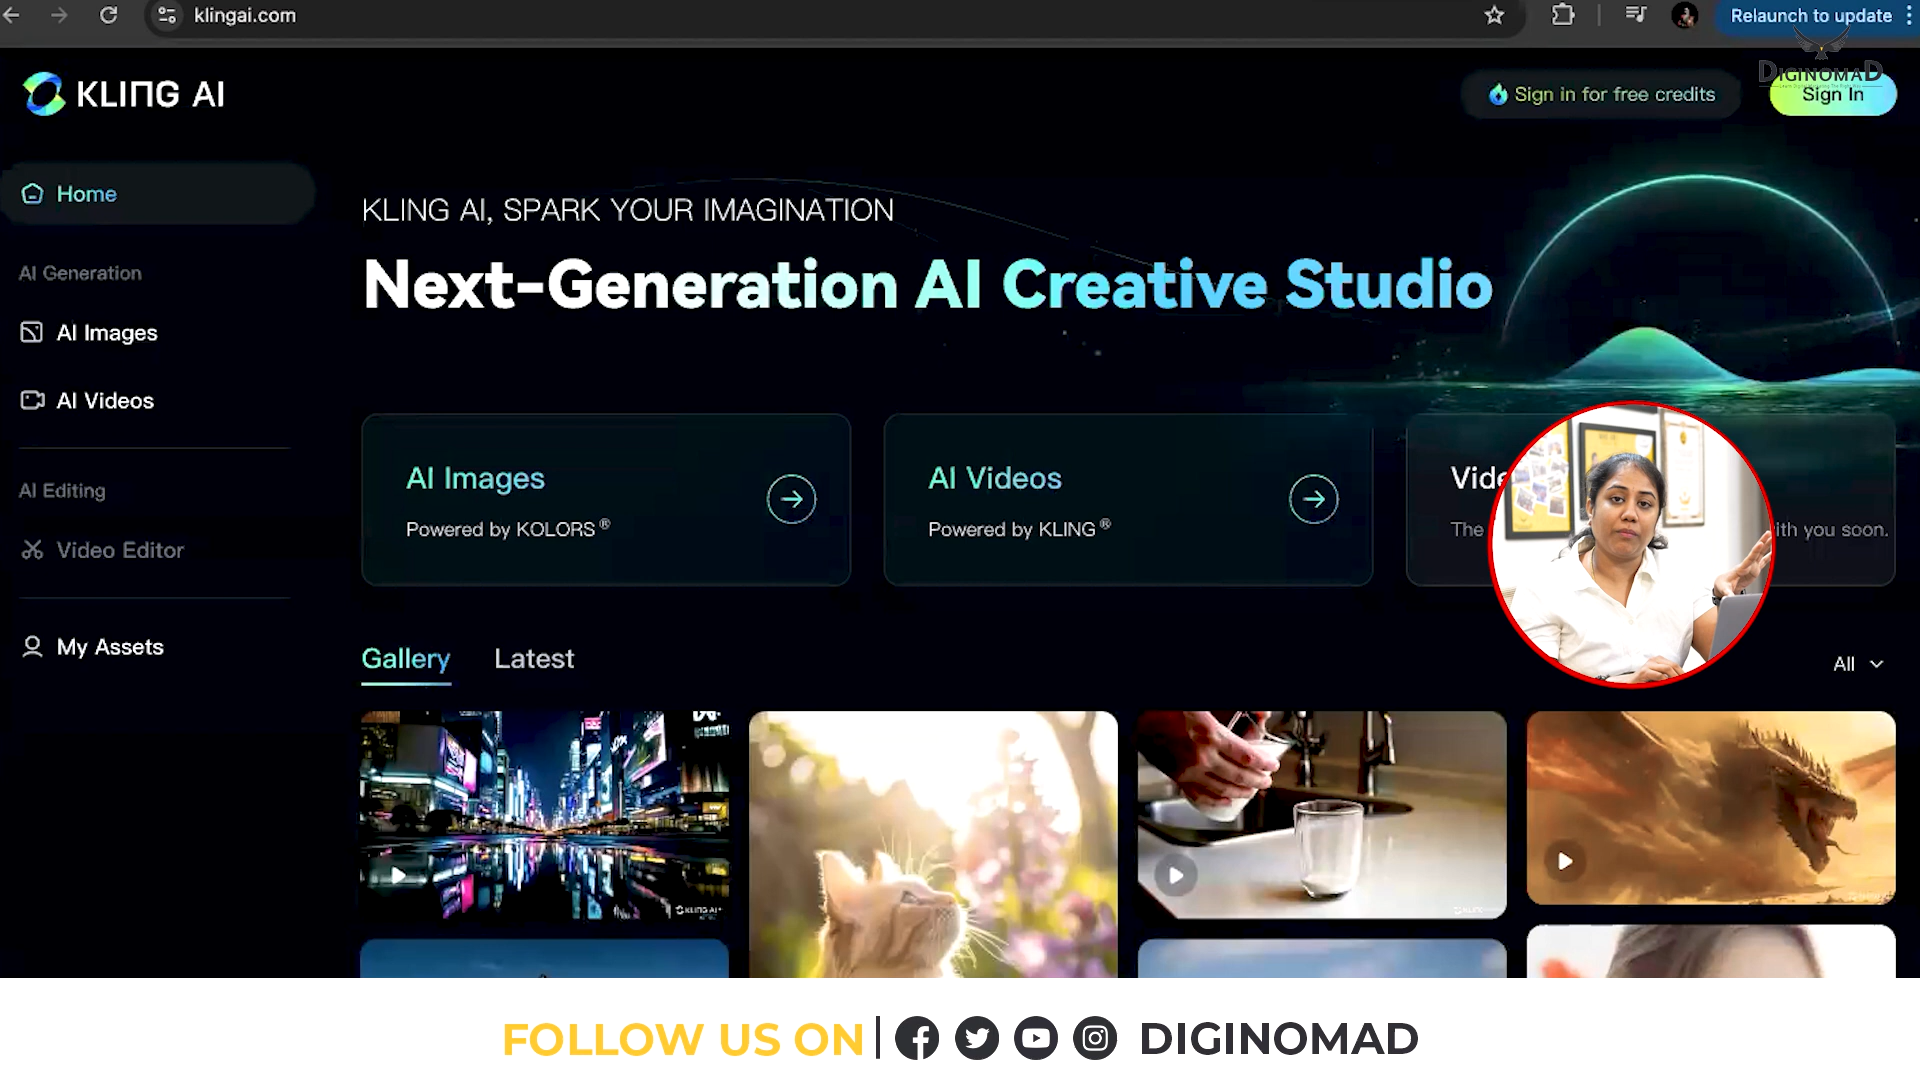 klingai.com
Relaunch to update
KLING AI
Sign in for free credits
DIGINOMAD
Sign In
Home
AI Generation
AI Images
AI Videos
AI Editing
Video Editor
My Assets
KLING AI, SPARK YOUR IMAGINATION
Next-Generation AI Creative Studio
AI Images
Powered by KOLORS®
AI Videos
Powered by KLING®
The
with you soon.
Gallery
Latest
All
KLING AI
FOLLOW US ON
DIGINOMAD